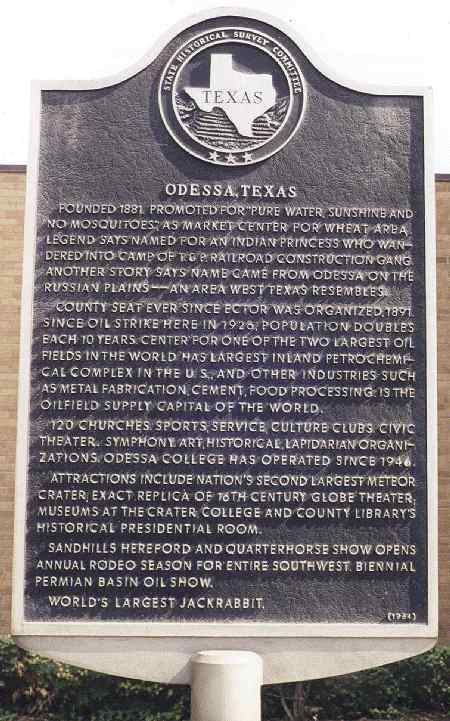 STATE HISTORICAL SURVEY COMMITTEE
TEXAS
ODESSA, TEXAS
FOUNDED 1881. PROMOTED FOR "PURE WATER, SUNSHINE AND
NO MOSQUITOES," AS MARKET CENTER FOR WHEAT AREA,
LEGEND SAYS NAMED FOR AN INDIAN PRINCESS WHO WAN-
DERED INTO CAMP OF T. & P. RAILROAD CONSTRUCTION GANG.
ANOTHER STORY SAYS NAME CAME FROM ODESSA ON THE
RUSSIAN PLAINS—AN AREA WEST TEXAS RESEMBLES.
COUNTY SEAT EVER SINCE ECTOR WAS ORGANIZED, 1891.
SINCE OIL STRIKE HERE IN 1926, POPULATION DOUBLES
EACH 10 YEARS. CENTER FOR ONE OF THE TWO LARGEST OIL
FIELDS IN THE WORLD. HAS LARGEST INLAND PETROCHEMI-
CAL COMPLEX IN THE U.S., AND OTHER INDUSTRIES SUCH
AS METAL FABRICATION, CEMENT, FOOD PROCESSING. IS THE
OILFIELD SUPPLY CAPITAL OF THE WORLD.
120 CHURCHES. SPORTS, SERVICE, CULTURE CLUBS. CIVIC
THEATER. SYMPHONY. ART, HISTORICAL, LAPIDARIAN ORGANI-
ZATIONS. ODESSA COLLEGE HAS OPERATED SINCE 1946.
ATTRACTIONS INCLUDE NATION'S SECOND LARGEST METEOR
CRATER, EXACT REPLICA OF 16TH CENTURY GLOBE THEATER,
MUSEUMS AT THE CRATER, COLLEGE AND COUNTY LIBRARY'S
HISTORICAL PRESIDENTIAL ROOM.
SANDHILLS HEREFORD AND QUARTERHORSE SHOW OPENS
ANNUAL RODEO SEASON FOR ENTIRE SOUTHWEST. BIENNIAL
PERMIAN BASIN OIL SHOW.
WORLD'S LARGEST JACKRABBIT.